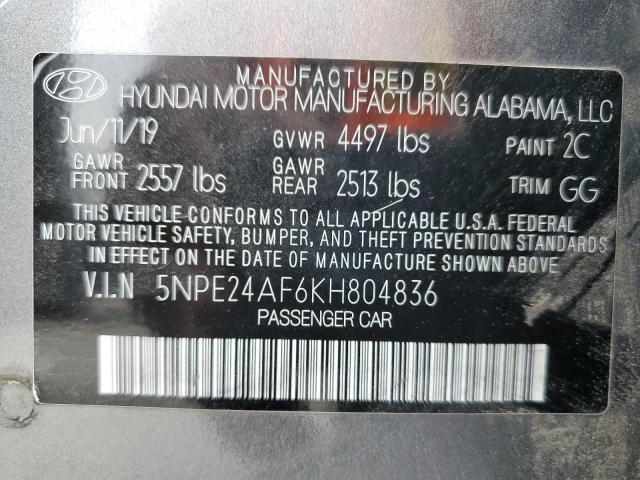 MANUFACTURED BY
HYUNDAI MOTOR MANUFACTURING ALABAMA, LLC
Jun/11/19 GVWR 4497 lbs PAINT 2C
GAWR FRONT 2557 lbs GAWR REAR 2513 lbs TRIM GG
THIS VEHICLE CONFORMS TO ALL APPLICABLE U.S.A. FEDERAL
MOTOR VEHICLE SAFETY, BUMPER, AND THEFT PREVENTION STANDARDS
IN EFFECT ON THE DATE OF MANUFACTURE SHOWN ABOVE.
V.I.N 5NPE24AF6KH804836
PASSENGER CAR